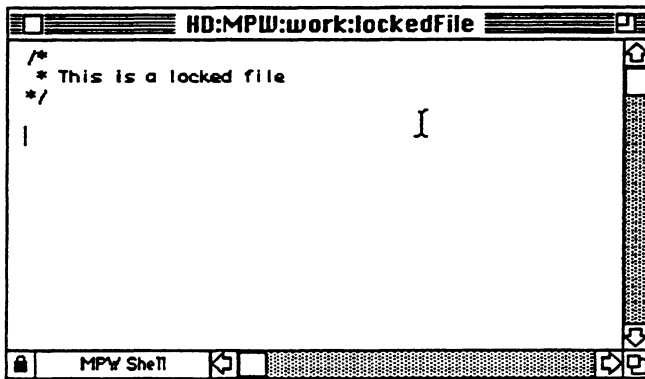 HD:MPW:work:lockedFile
/*
* This is a locked file
*/
MPW Shell